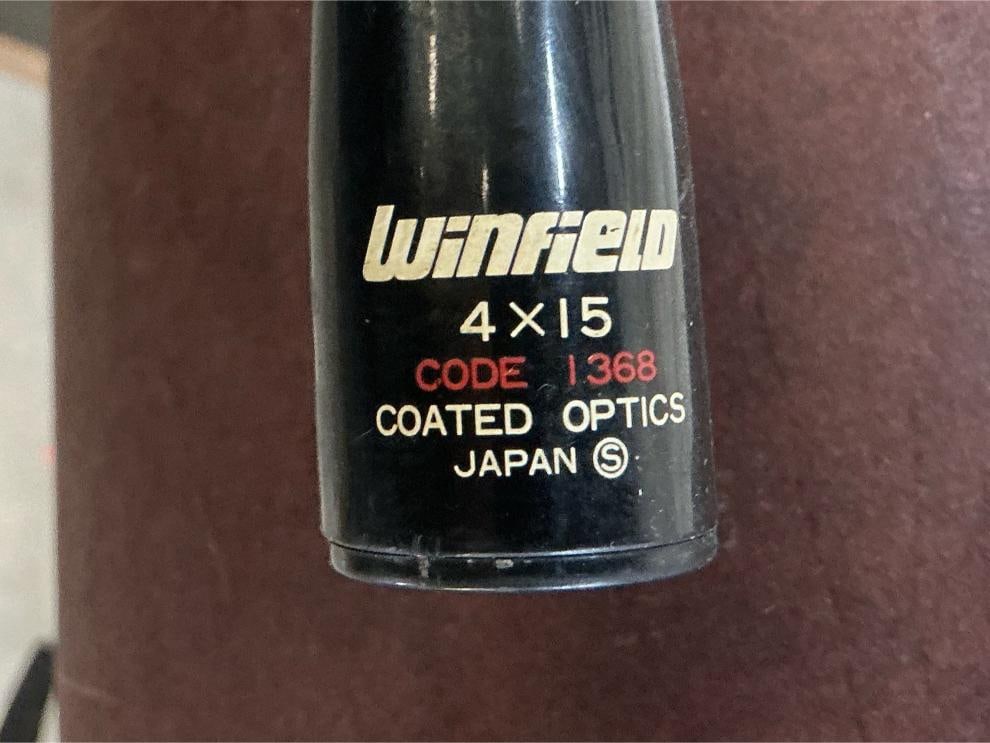 Winfield
4×15
CODE 1368
COATED OPTICS
JAPAN Ⓢ